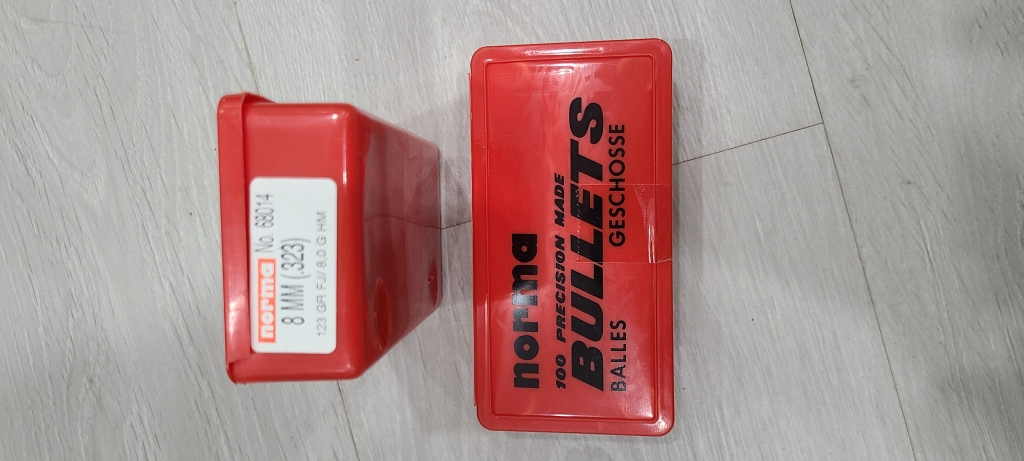 norma No. 68014
8 MM (.323)
123 GR FJ/ 8.0 G HM
norma
100 PRECISION MADE
BULLETS
BALLES GESCHOSSE